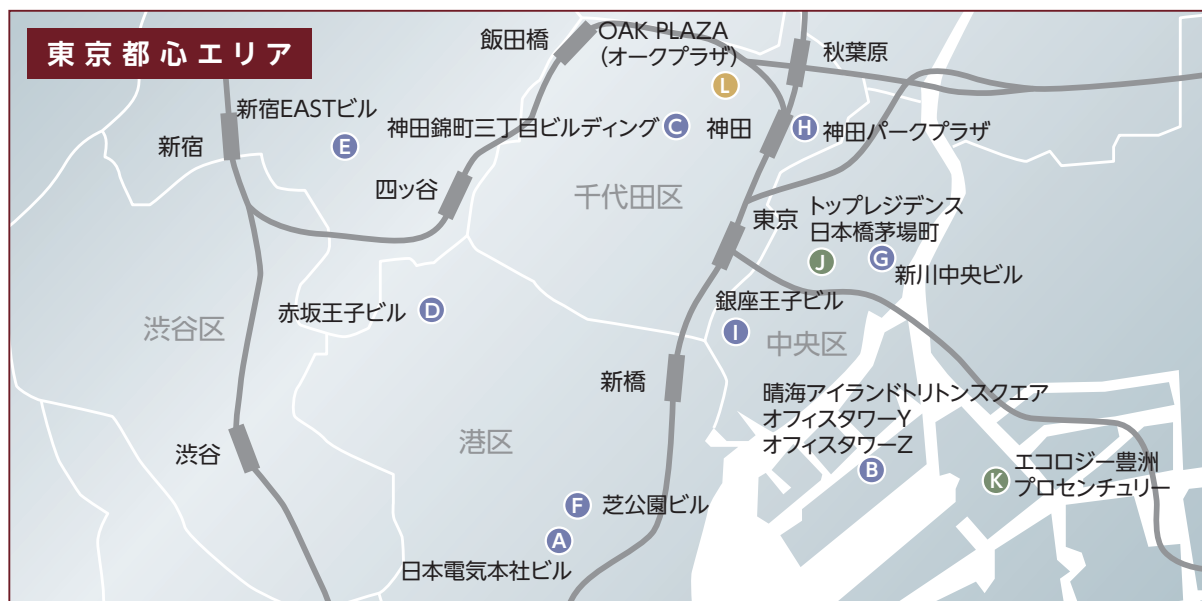 東京都心エリア
飯田橋
OAK PLAZA
(オークプラザ)
L
秋葉原
新宿EASTビル
E
新宿
神田錦町三丁目ビルディング
C
神田
H
神田パークプラザ
四ッ谷
千代田区
東京
トップレジデンス
日本橋茅場町
J
G
新川中央ビル
赤坂王子ビル
D
銀座王子ビル
I
渋谷区
中央区
新橋
晴海アイランドトリトンスクエア
オフィスタワーY
オフィスタワーZ
B
渋谷
港区
エコロジー豊洲
プロセンチュリー
K
F
芝公園ビル
A
日本電気本社ビル